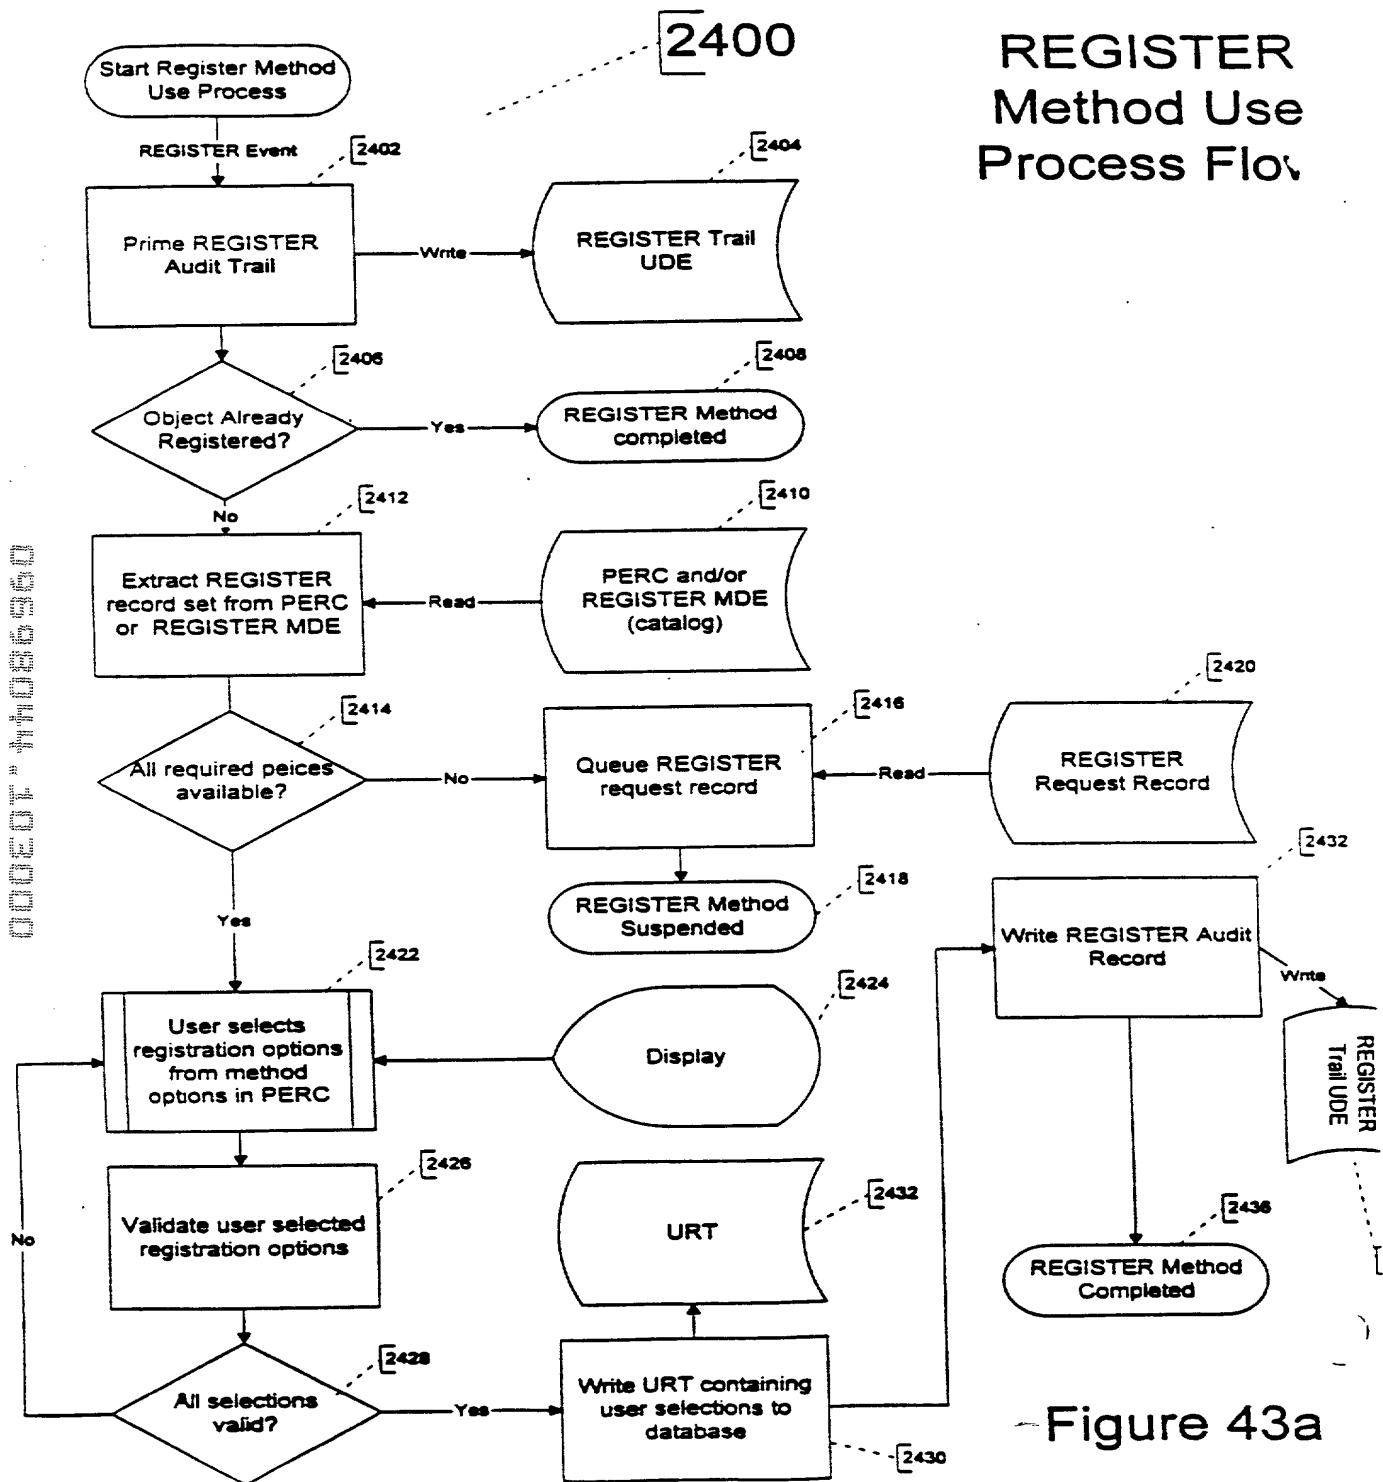 2400
REGISTER
Method Use
Process Flow
Start Register Method
Use Process
REGISTER Event
2402
Prime REGISTER
Audit Trail
Write
2404
REGISTER Trail
UDE
2406
Object Already
Registered?
Yes
2408
REGISTER Method
completed
No
2412
Extract REGISTER
record set from PERC
or REGISTER MDE
Read
2410
PERC and/or
REGISTER MDE
(catalog)
2414
All required peices
available?
No
2416
Queue REGISTER
request record
Read
2420
REGISTER
Request Record
2418
REGISTER Method
Suspended
Yes
2422
User selects
registration options
from method
options in PERC
2424
Display
2426
Validate user selected
registration options
No
2428
All selections
valid?
Yes
2432
URT
Write URT containing
user selections to
database
2430
2432
Write REGISTER Audit
Record
Write
REGISTER
Trail UDE
2436
REGISTER Method
Completed
Figure 43a